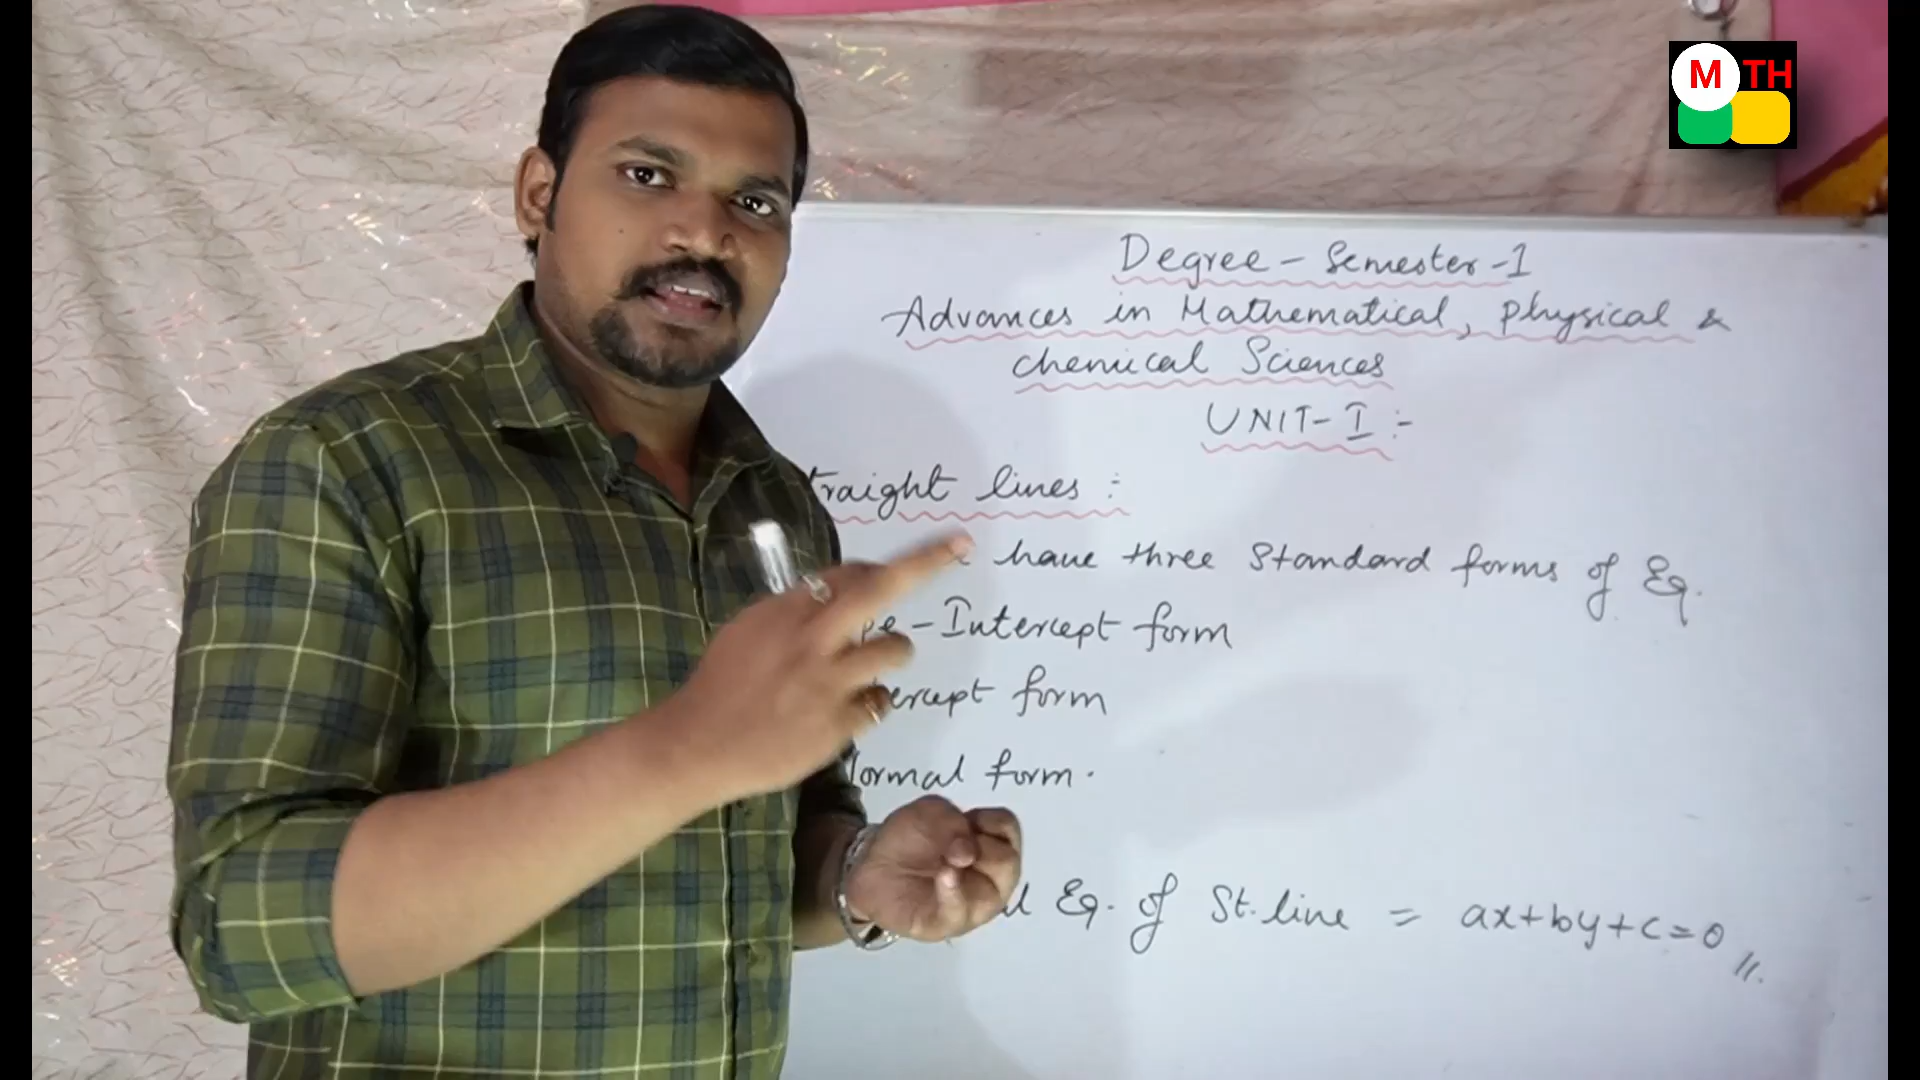 M TH
Degree - Semester - 1
Advances in Mathematical, Physical &
chemical Sciences
UNIT - I :-
traight lines :
have three Standard forms of Eq.
pe - Intercept form
tercept form
Normal form.
Eq. of St. line = ax+by+c=0 //.